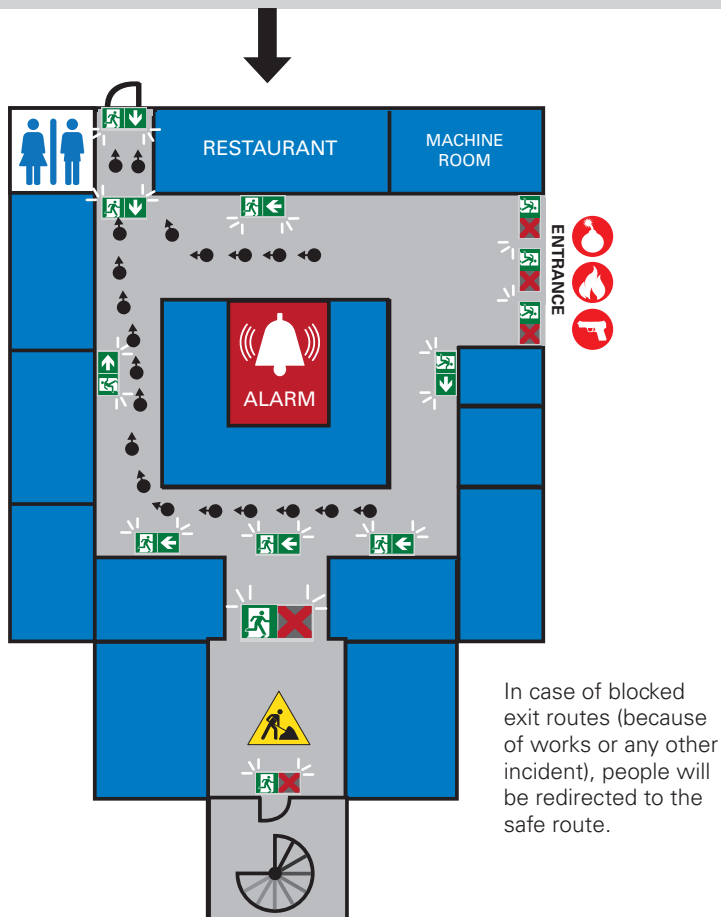 RESTAURANT
MACHINE
ROOM
ENTRANCE
ALARM
In case of blocked
exit routes (because
of works or any other
incident), people will
be redirected to the
safe route.